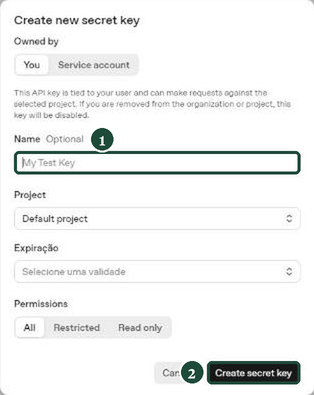 Create new secret key
Owned by
You Service account
This API key is tied to your user and can make requests against the
selected project. If you are removed from the organization or project, this
key will be disabled.
Name Optional 1
My Test Key
Project
Default project
Expiração
Selecione uma validade
Permissions
All Restricted Read only
Can 2 Create secret key